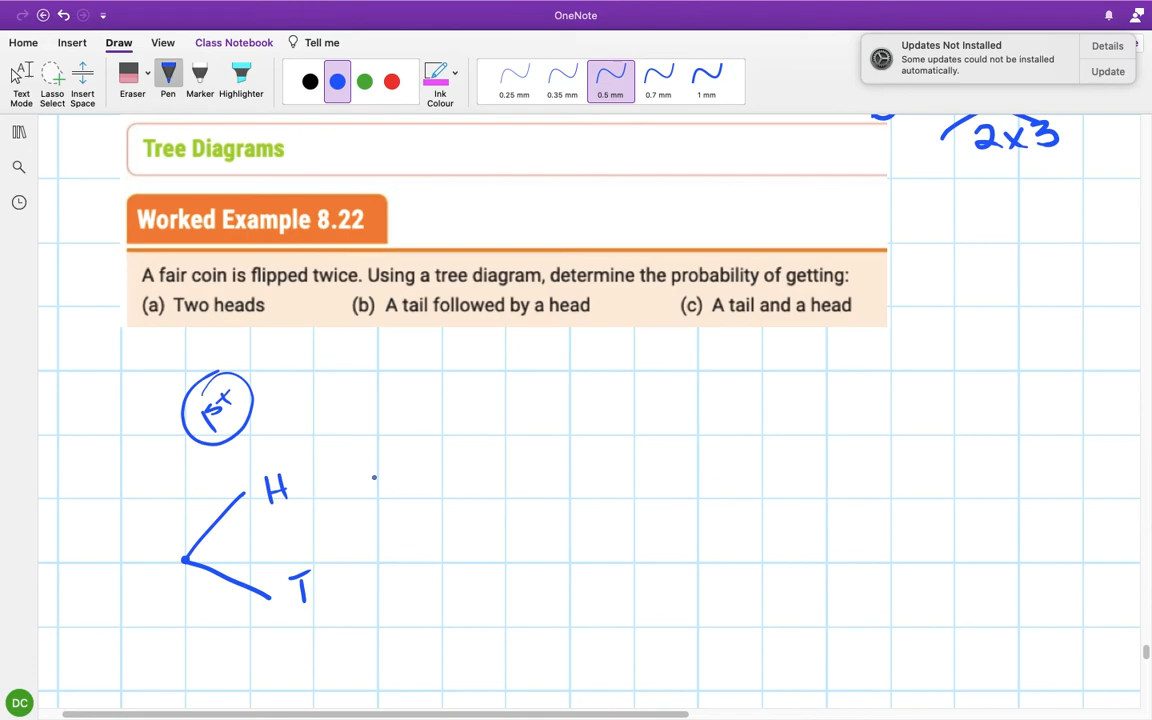 OneNote
Home Insert Draw View Class Notebook Tell me
Updates Not Installed
Some updates could not be installed
automatically.
Details
Update
Text
Mode
Lasso
Select
Insert
Space
Eraser
Pen
Marker
Highlighter
Ink
Colour
0.25 mm
0.35 mm
0.5 mm
0.7 mm
1 mm
2x3
Tree Diagrams
Worked Example 8.22
A fair coin is flipped twice. Using a tree diagram, determine the probability of getting:
(a) Two heads (b) A tail followed by a head (c) A tail and a head
H
T
DC